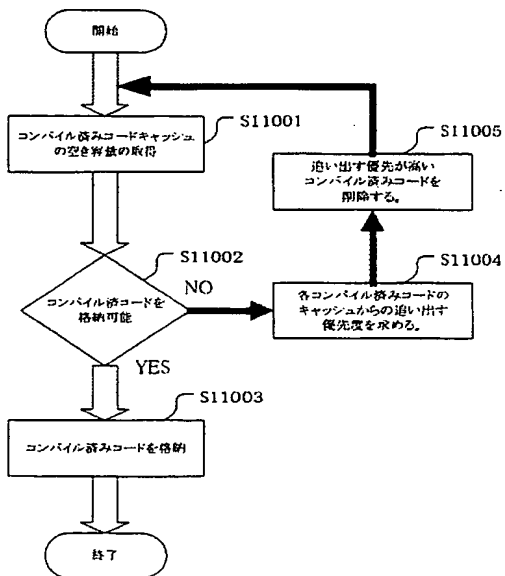 開始
コンパイル済みコードキャッシュ
の空き容量の取得
S11001
コンパイル済コードを
格納可能
S11002
NO
YES
各コンパイル済みコードの
キャッシュからの追い出す
優先度を求める。
S11004
追い出す優先が高い
コンパイル済みコードを
削除する。
S11005
コンパイル済みコードを格納
S11003
終了